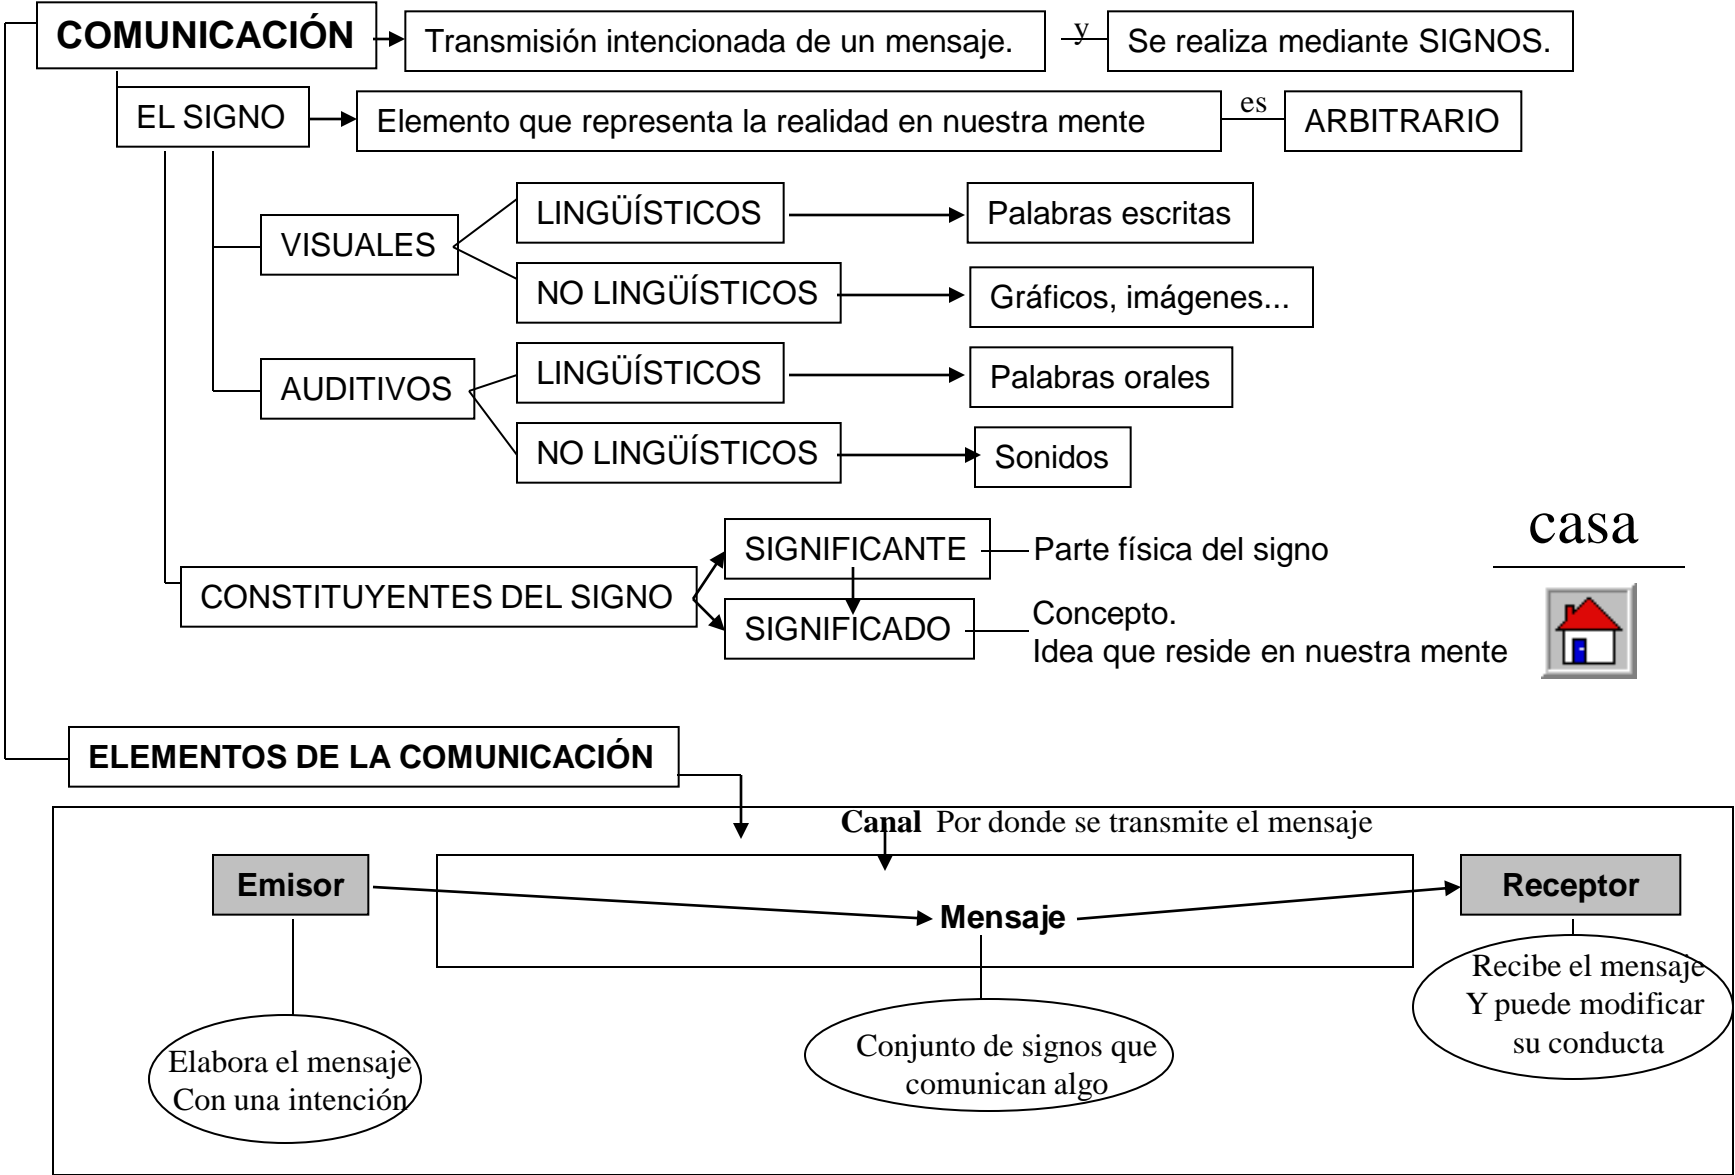 COMUNICACIÓN
Transmisión intencionada de un mensaje.
y
Se realiza mediante SIGNOS.
EL SIGNO
Elemento que representa la realidad en nuestra mente
es
ARBITRARIO
VISUALES
LINGÜÍSTICOS
Palabras escritas
NO LINGÜÍSTICOS
Gráficos, imágenes...
AUDITIVOS
LINGÜÍSTICOS
Palabras orales
NO LINGÜÍSTICOS
Sonidos
CONSTITUYENTES DEL SIGNO
SIGNIFICANTE
Parte física del signo
SIGNIFICADO
Concepto.
Idea que reside en nuestra mente
casa
ELEMENTOS DE LA COMUNICACIÓN
Canal Por donde se transmite el mensaje
Emisor
Mensaje
Receptor
Elabora el mensaje
Con una intención
Conjunto de signos que
comunican algo
Recibe el mensaje
Y puede modificar
su conducta